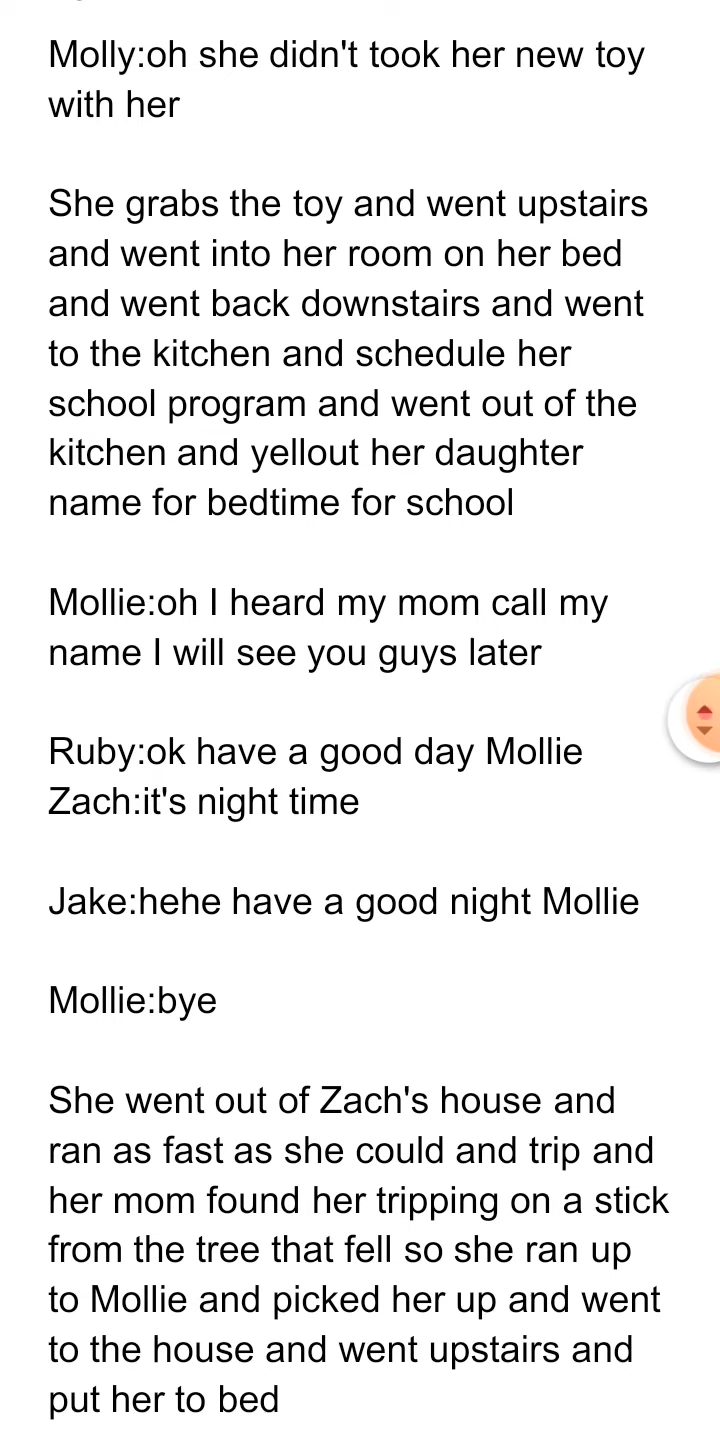 Molly:oh she didn't took her new toy
with her
She grabs the toy and went upstairs
and went into her room on her bed
and went back downstairs and went
to the kitchen and schedule her
school program and went out of the
kitchen and yellout her daughter
name for bedtime for school
Mollie:oh I heard my mom call my
name I will see you guys later
Ruby:ok have a good day Mollie
Zach:it's night time
Jake:hehe have a good night Mollie
Mollie:bye
She went out of Zach's house and
ran as fast as she could and trip and
her mom found her tripping on a stick
from the tree that fell so she ran up
to Mollie and picked her up and went
to the house and went upstairs and
put her to bed